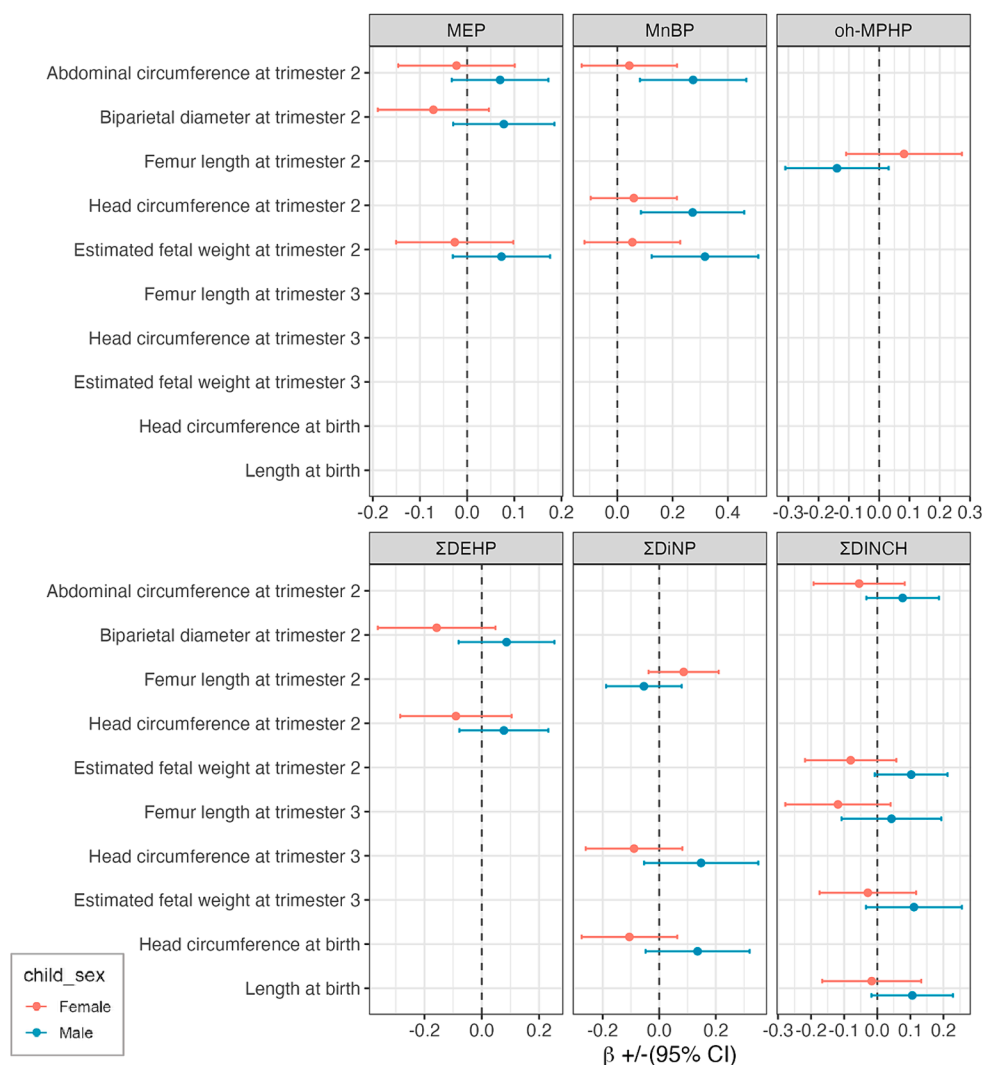 MEP MnBP oh-MPHP
Abdominal circumference at trimester 2
Biparietal diameter at trimester 2
Femur length at trimester 2
Head circumference at trimester 2
Estimated fetal weight at trimester 2
Femur length at trimester 3
Head circumference at trimester 3
Estimated fetal weight at trimester 3
Head circumference at birth
Length at birth
-0.2 -0.1 0.0 0.1 0.2 0.0 0.2 0.4 -0.3 -0.2 -0.1 0.0 0.1 0.2 0.3
ΣDEHP ΣDiNP ΣDINCH
Abdominal circumference at trimester 2
Biparietal diameter at trimester 2
Femur length at trimester 2
Head circumference at trimester 2
Estimated fetal weight at trimester 2
Femur length at trimester 3
Head circumference at trimester 3
Estimated fetal weight at trimester 3
Head circumference at birth
Length at birth
-0.2 0.0 0.2 -0.2 0.0 0.2 -0.2 -0.1 0.0 0.1 0.2
β +/-(95% CI)
child_sex
Female
Male